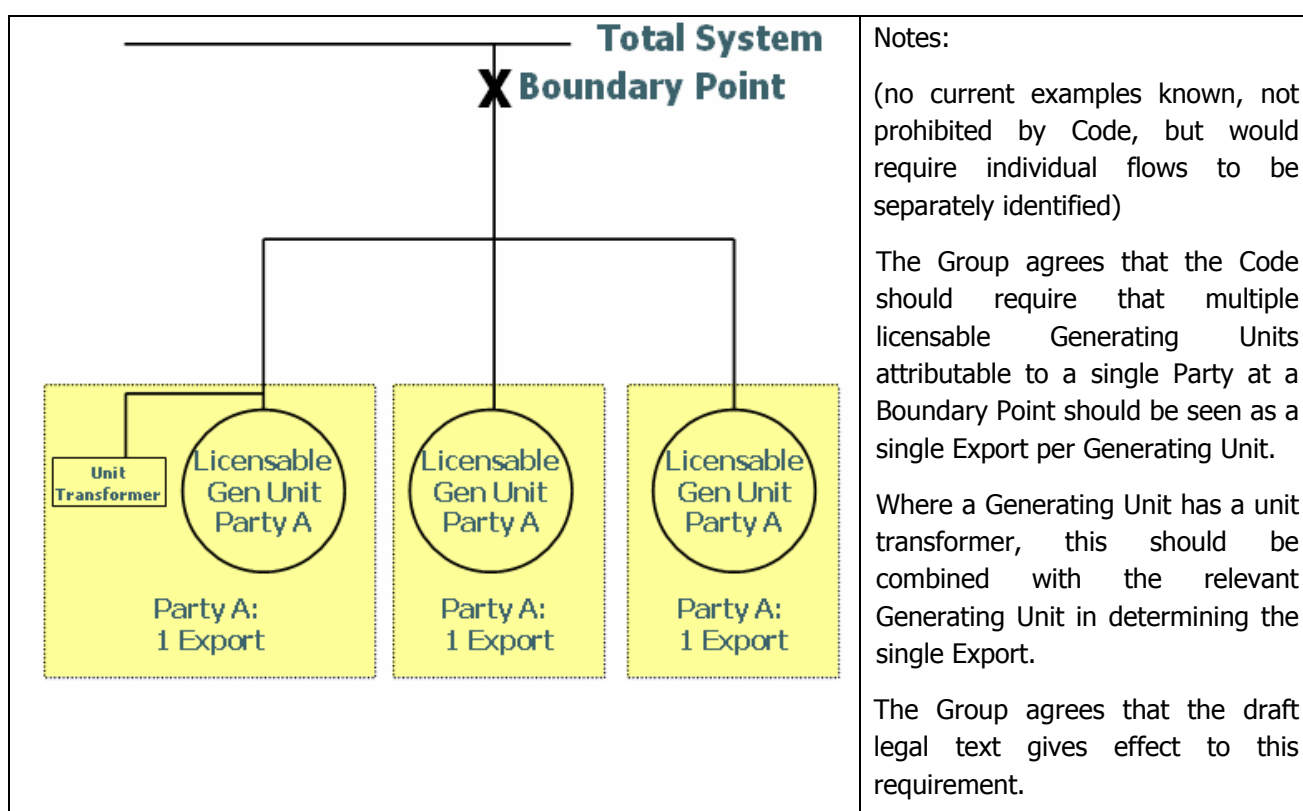 Total System
Boundary Point
Unit
Transformer
Licensable
Gen Unit
Party A
Party A:
1 Export
Licensable
Gen Unit
Party A
Party A:
1 Export
Licensable
Gen Unit
Party A
Party A:
1 Export
Notes:
(no current examples known, not
prohibited by Code, but would
require individual flows to be
separately identified)
The Group agrees that the Code
should require that multiple
licensable Generating Units
attributable to a single Party at a
Boundary Point should be seen as a
single Export per Generating Unit.
Where a Generating Unit has a unit
transformer, this should be
combined with the relevant
Generating Unit in determining the
single Export.
The Group agrees that the draft
legal text gives effect to this
requirement.